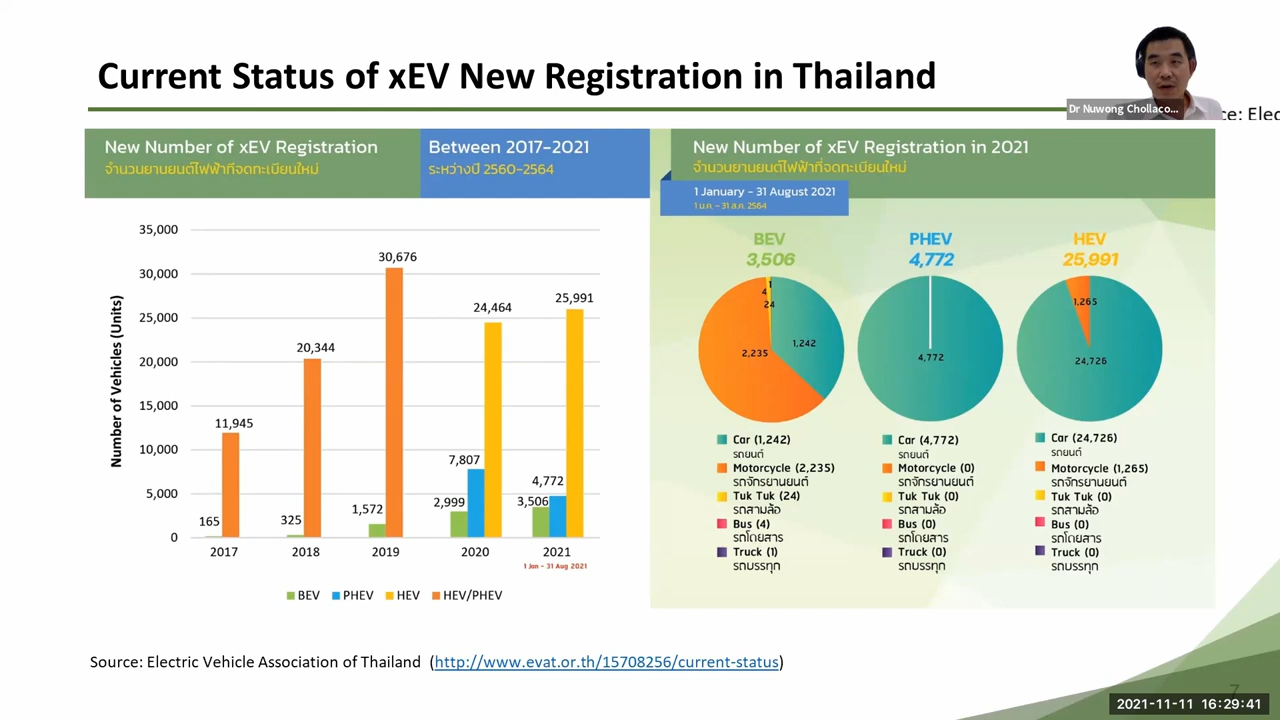 Current Status of xEV New Registration in Thailand
Dr Nuwong Chollaco...
ce: Elec
New Number of xEV Registration
จำนวนยานยนต์ไฟฟ้าที่จดทะเบียนใหม่
Between 2017-2021
ระหว่างปี 2560-2564
35,000
30,000
25,000
20,000
15,000
10,000
5,000
0
Number of Vehicles (Units)
165
11,945
325
20,344
1,572
30,676
2,999
7,807
24,464
3,506
4,772
25,991
2017
2018
2019
2020
2021
1 Jan - 31 Aug 2021
BEV
PHEV
HEV
HEV/PHEV
New Number of xEV Registration in 2021
จำนวนยานยนต์ไฟฟ้าที่จดทะเบียนใหม่
1 January - 31 August 2021
1 ม.ค. - 31 ส.ค. 2564
BEV
3,506
4
1
24
2,235
1,242
Car (1,242)
รถยนต์
Motorcycle (2,235)
รถจักรยานยนต์
Tuk Tuk (24)
รถสามล้อ
Bus (4)
รถโดยสาร
Truck (1)
รถบรรทุก
PHEV
4,772
4,772
Car (4,772)
รถยนต์
Motorcycle (0)
รถจักรยานยนต์
Tuk Tuk (0)
รถสามล้อ
Bus (0)
รถโดยสาร
Truck (0)
รถบรรทุก
HEV
25,991
1,265
24,726
Car (24,726)
รถยนต์
Motorcycle (1,265)
รถจักรยานยนต์
Tuk Tuk (0)
รถสามล้อ
Bus (0)
รถโดยสาร
Truck (0)
รถบรรทุก
Source: Electric Vehicle Association of Thailand (http://www.evat.or.th/15708256/current-status)
7
2021-11-11 16:29:41